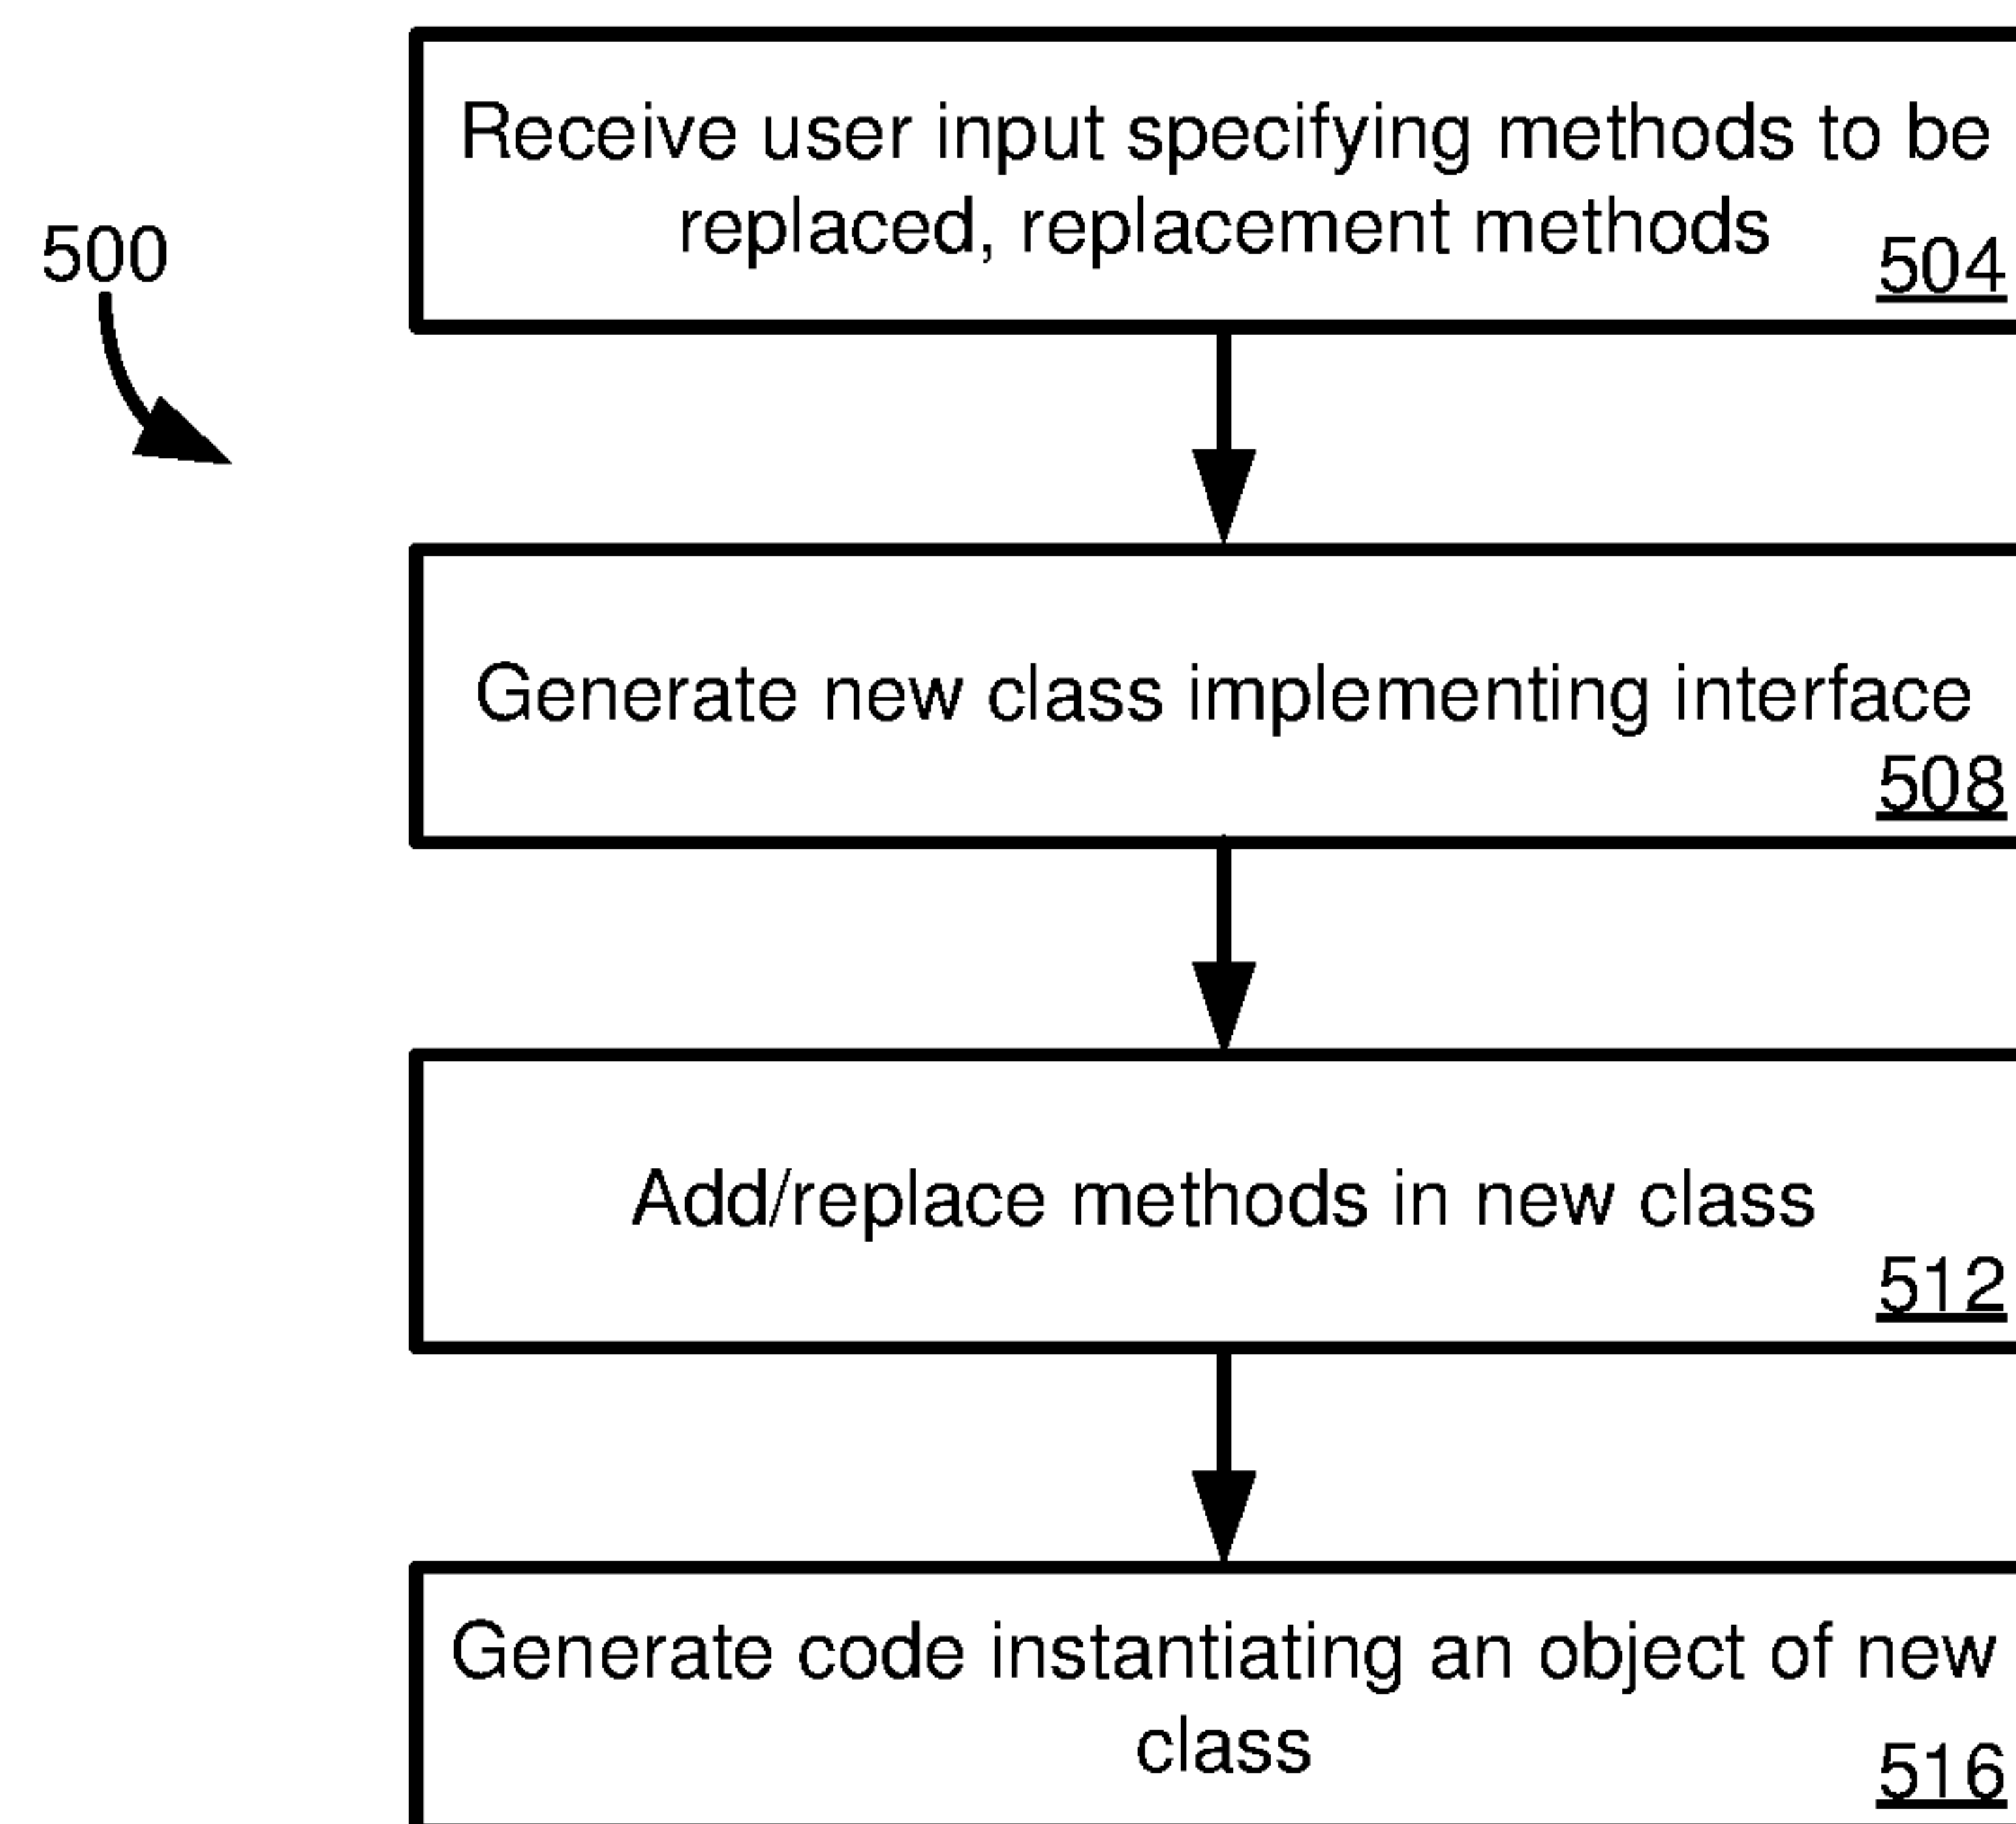 500
Receive user input specifying methods to be
replaced, replacement methods
504
Generate new class implementing interface
508
Add/replace methods in new class
512
Generate code instantiating an object of new
class
516